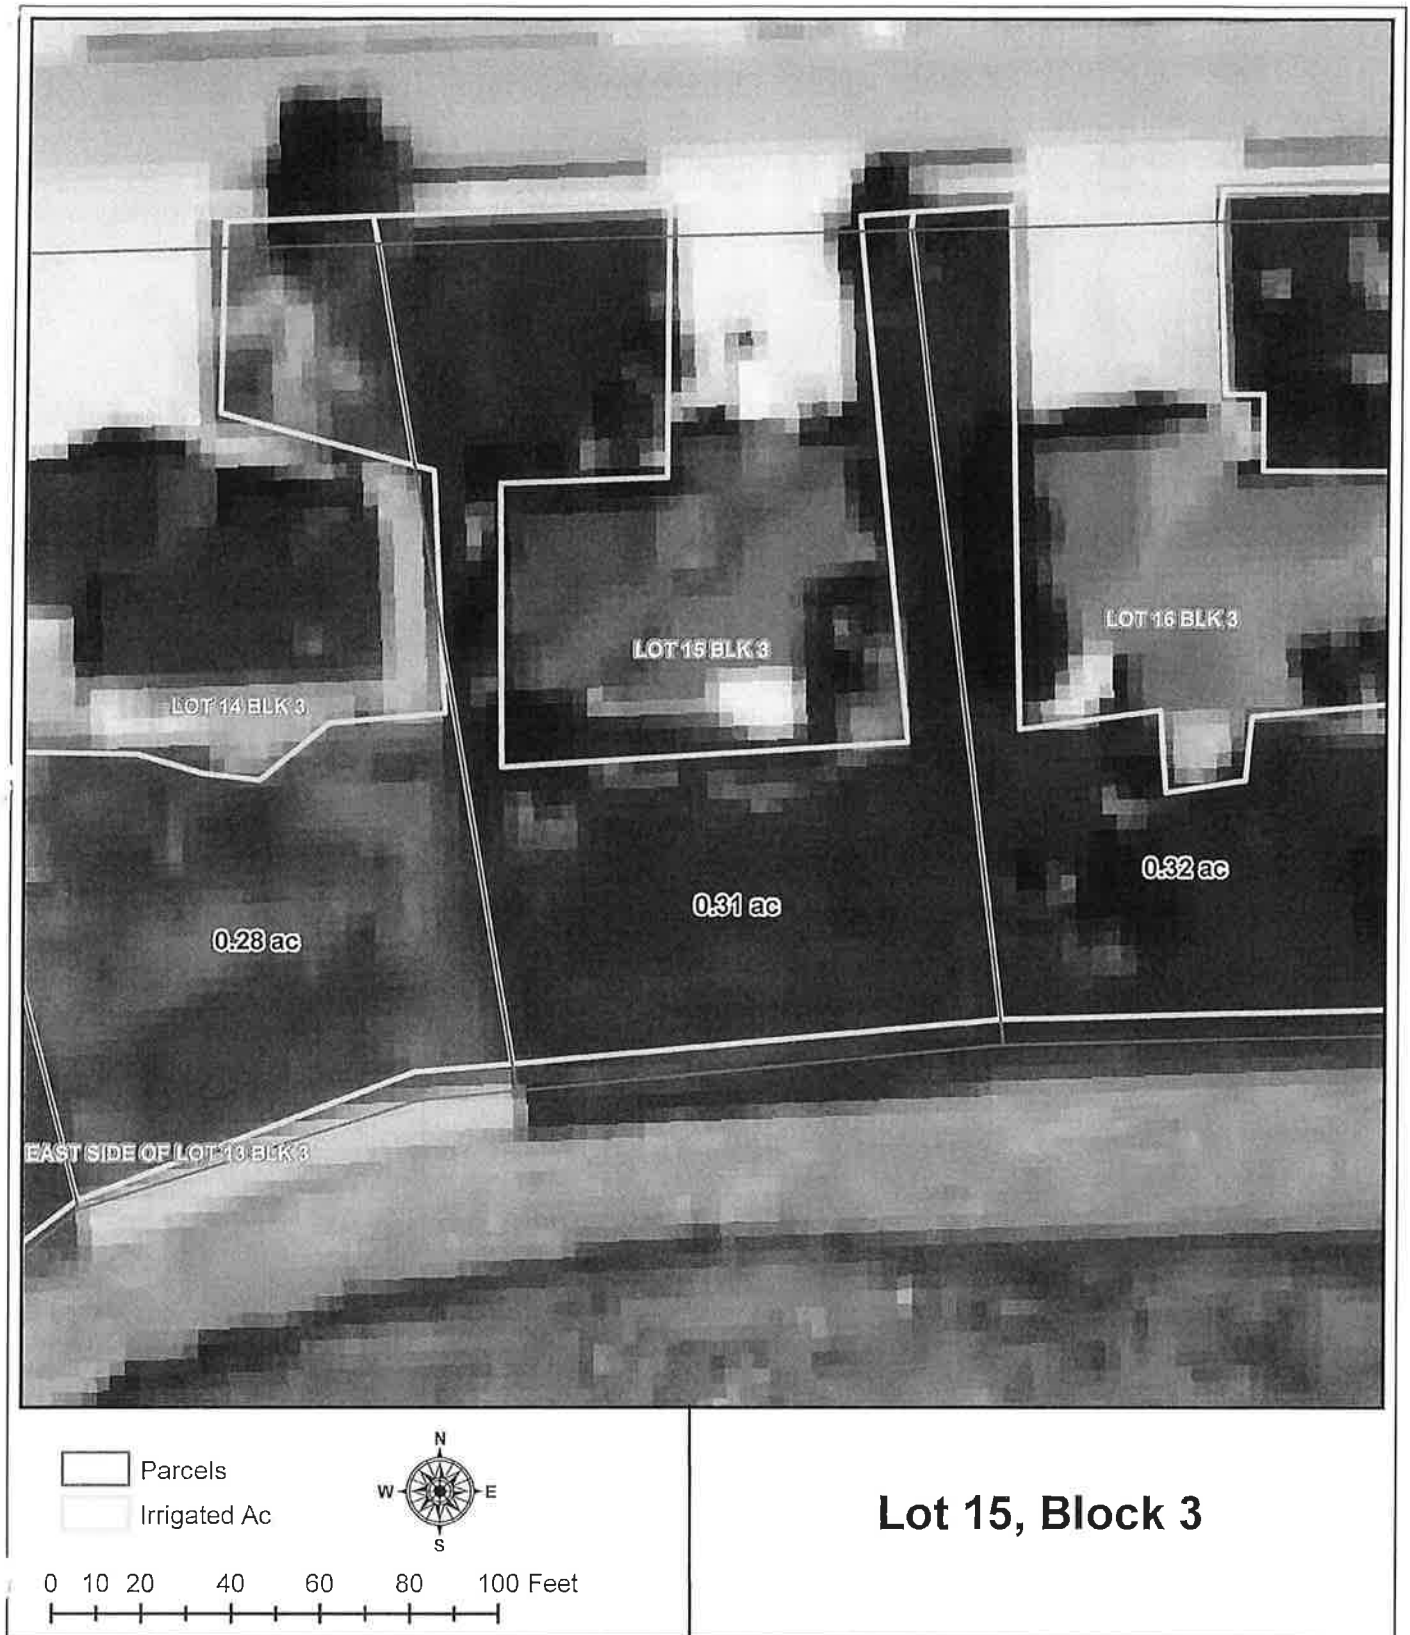 LOT 16 BLK 3
LOT 15 BLK 3
LOT 14 BLK 3
0.32 ac
0.31 ac
0.28 ac
EAST SIDE OF LOT 13 BLK 3
Parcels
Irrigated Ac
N
W E
S
0 10 20 40 60 80 100 Feet
Lot 15, Block 3